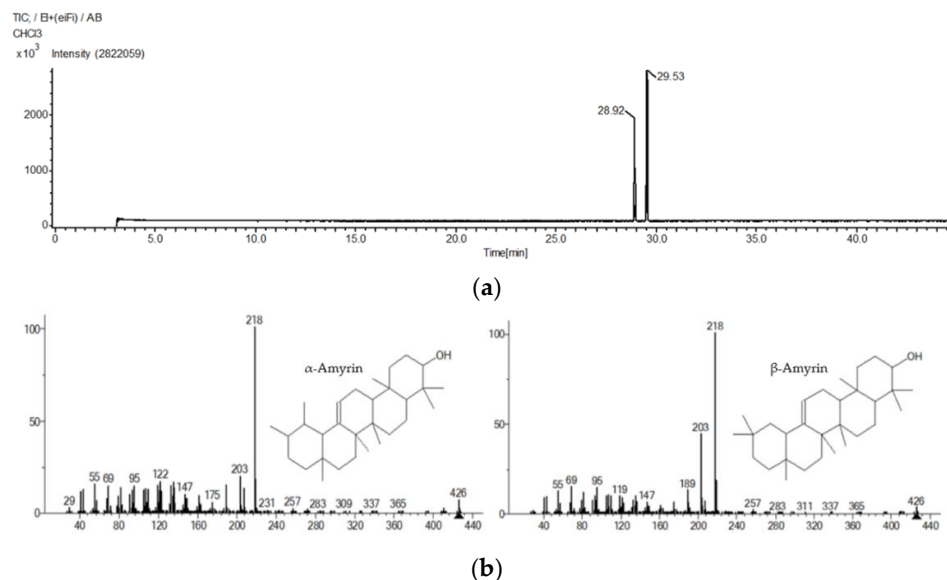 TIC; / EI+(eiFi) / AB
CHCl3
x10³ Intensity (2822059)
2000
1000
0
28.92
29.53
0 5.0 10.0 15.0 20.0 25.0 30.0 35.0 40.0
Time[min]
(a)
100
50
0
218
α-Amyrin
OH
203
29 55 69 95 122 147 175 231 257 283 309 337 365 426
40 80 120 160 200 240 280 320 360 400 440
100
50
0
218
β-Amyrin
OH
203
55 69 95 119 147 189 257 283 311 337 365 426
40 80 120 160 200 240 280 320 360 400 440
(b)